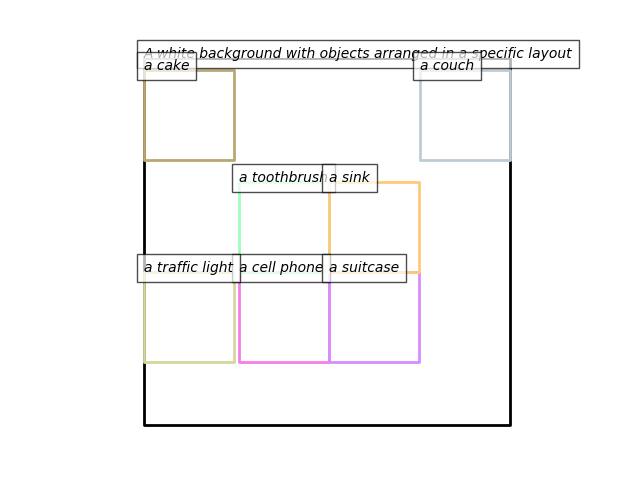 A white background with objects arranged in a specific layout
a cake
a couch
a toothbrush
a sink
a traffic light
a cell phone
a suitcase